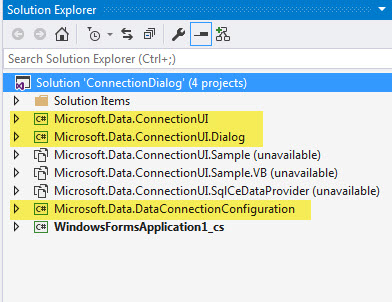 Solution Explorer
Search Solution Explorer (Ctrl+;)
Solution 'ConnectionDialog' (4 projects)
Solution Items
Microsoft.Data.ConnectionUI
Microsoft.Data.ConnectionUI.Dialog
Microsoft.Data.ConnectionUI.Sample (unavailable)
Microsoft.Data.ConnectionUI.Sample.VB (unavailable)
Microsoft.Data.ConnectionUI.SqlCeDataProvider (unavailable)
Microsoft.Data.DataConnectionConfiguration
WindowsFormsApplication1_cs